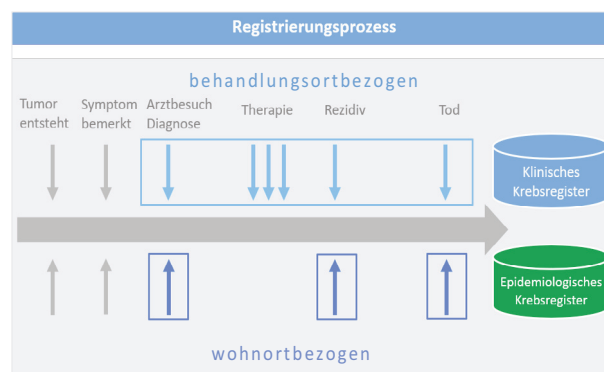 Registrierungsprozess
behandlungsortbezogen
Tumor
entsteht
Symptom
bemerkt
Arztbesuch
Diagnose
Therapie
Rezidiv
Tod
Klinisches
Krebsregister
Epidemiologisches
Krebsregister
wohnortbezogen